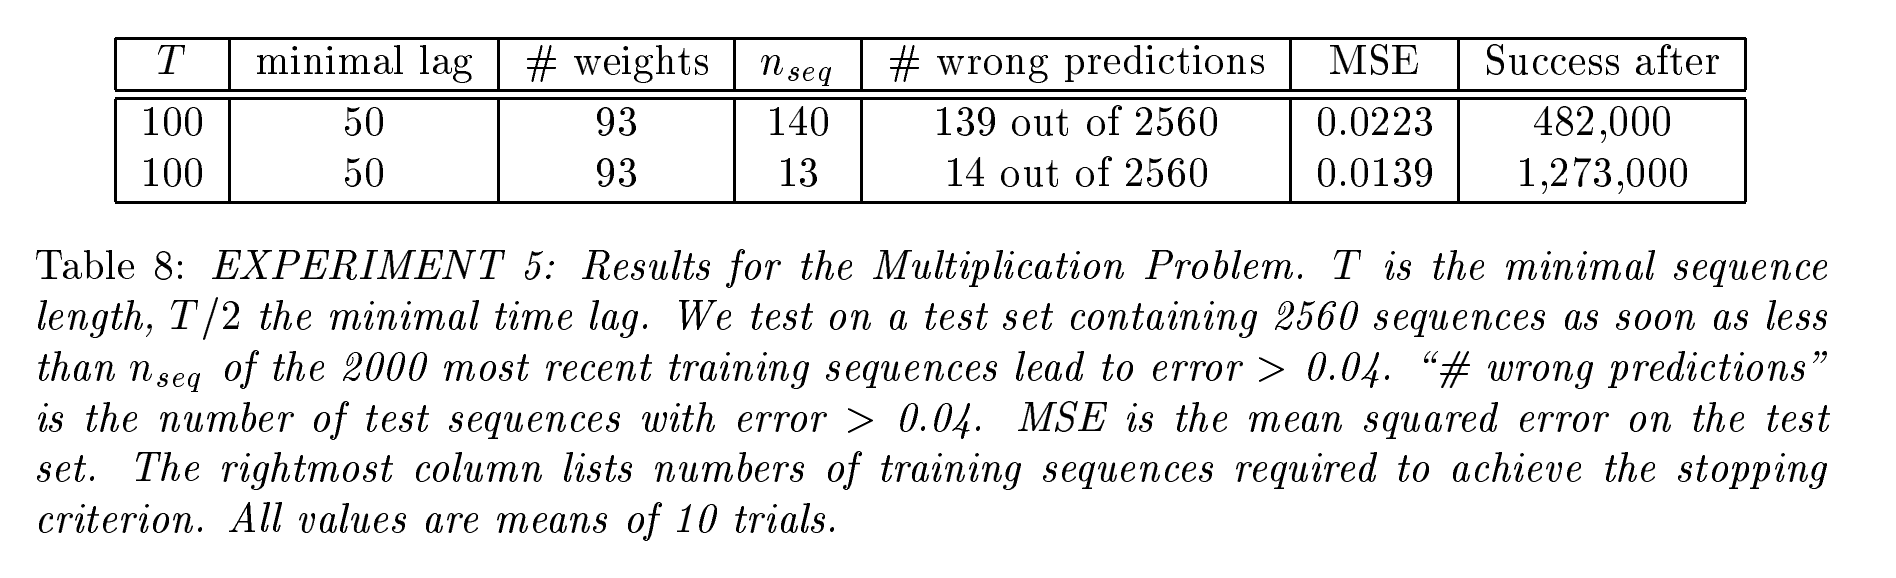 T minimal lag # weights n_seq # wrong predictions MSE Success after
100 50 93 140 139 out of 2560 0.0223 482,000
100 50 93 13 14 out of 2560 0.0139 1,273,000
Table 8: EXPERIMENT 5: Results for the Multiplication Problem. T is the minimal sequence
length, T/2 the minimal time lag. We test on a test set containing 2560 sequences as soon as less
than n_seq of the 2000 most recent training sequences lead to error > 0.04. “# wrong predictions”
is the number of test sequences with error > 0.04. MSE is the mean squared error on the test
set. The rightmost column lists numbers of training sequences required to achieve the stopping
criterion. All values are means of 10 trials.